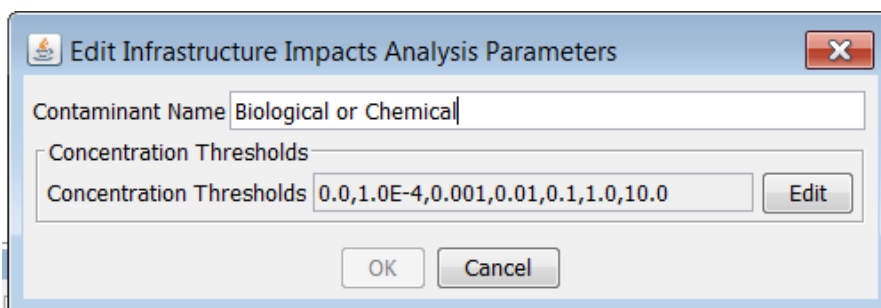 Edit Infrastructure Impacts Analysis Parameters
Contaminant Name Biological or Chemical
Concentration Thresholds
Concentration Thresholds 0.0,1.0E-4,0.001,0.01,0.1,1.0,10.0 Edit
OK Cancel